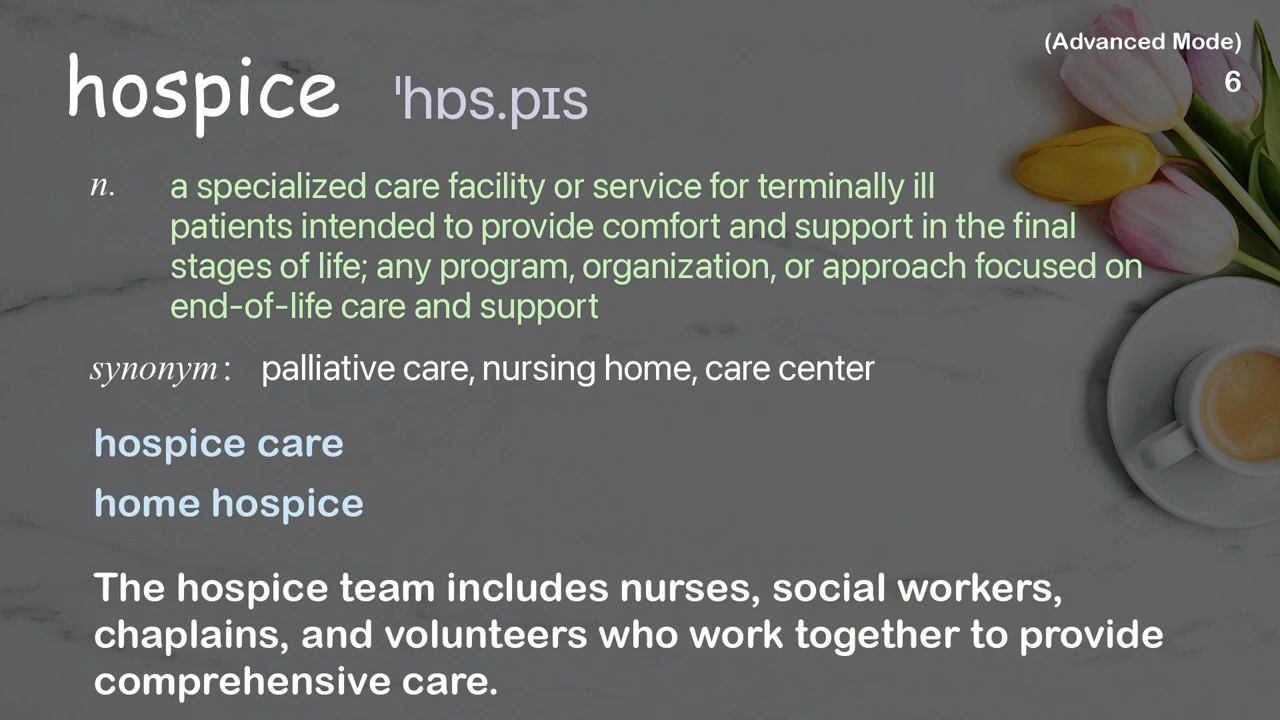 (Advanced Mode)
6
hospice ˈhɒs.pɪs
n. a specialized care facility or service for terminally ill
patients intended to provide comfort and support in the final
stages of life; any program, organization, or approach focused on
end-of-life care and support
synonym: palliative care, nursing home, care center
hospice care
home hospice
The hospice team includes nurses, social workers,
chaplains, and volunteers who work together to provide
comprehensive care.